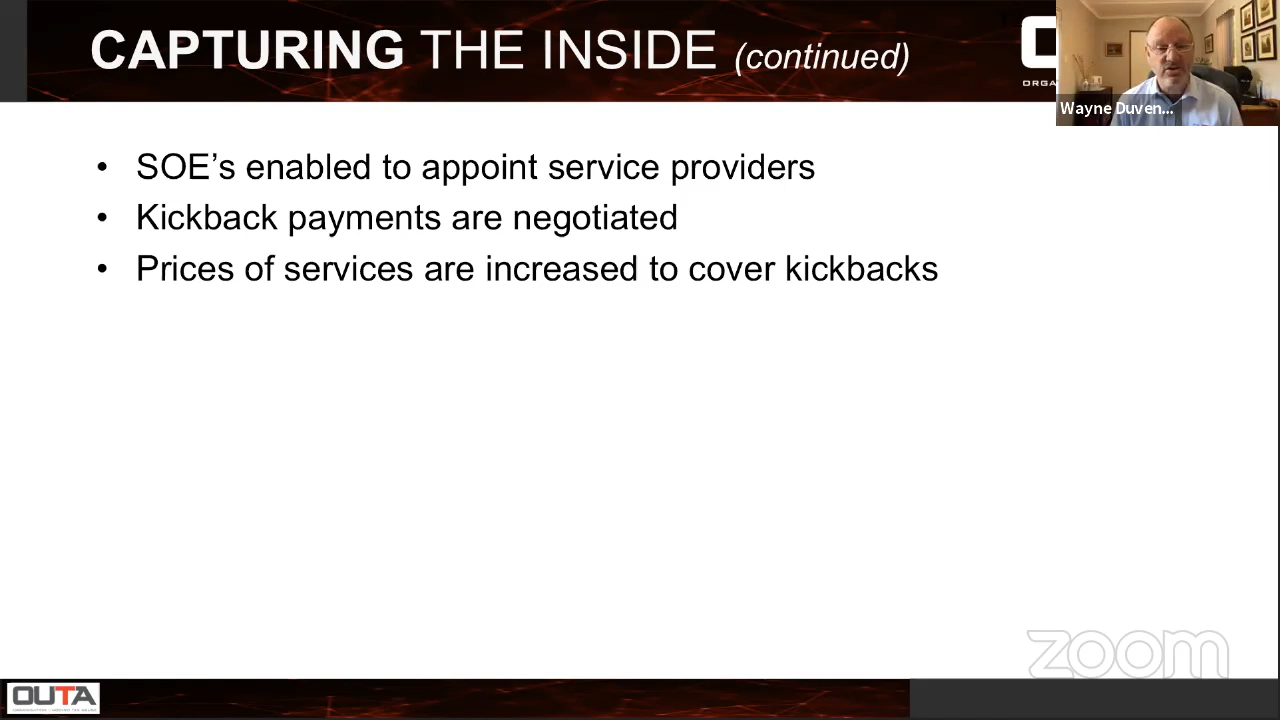 CAPTURING THE INSIDE (continued)
ORGA
Wayne Duven...
• SOE's enabled to appoint service providers
• Kickback payments are negotiated
• Prices of services are increased to cover kickbacks
zoom
OUTA